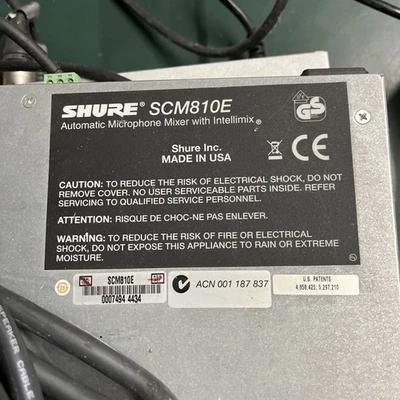 SHURE® SCM810E
Automatic Microphone Mixer with Intellimix®
Shure Inc.
MADE IN USA
CAUTION: TO REDUCE THE RISK OF ELECTRICAL SHOCK, DO NOT
REMOVE COVER. NO USER SERVICEABLE PARTS INSIDE. REFER
SERVICING TO QUALIFIED SERVICE PERSONNEL.
ATTENTION: RISQUE DE CHOC-NE PAS ENLEVER.
WARNING: TO REDUCE THE RISK OF FIRE OR ELECTRICAL
SHOCK, DO NOT EXPOSE THIS APPLIANCE TO RAIN OR EXTREME
MOISTURE.
GS
CE
SCM810E
0007494 4434
ACN 001 187 837
U.S. PATENTS
4,658,425; 5,297,210
SPEAKER CABLE